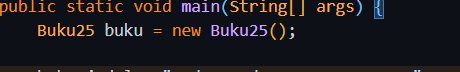 public static void main(String[] args) {
Buku25 buku = new Buku25();